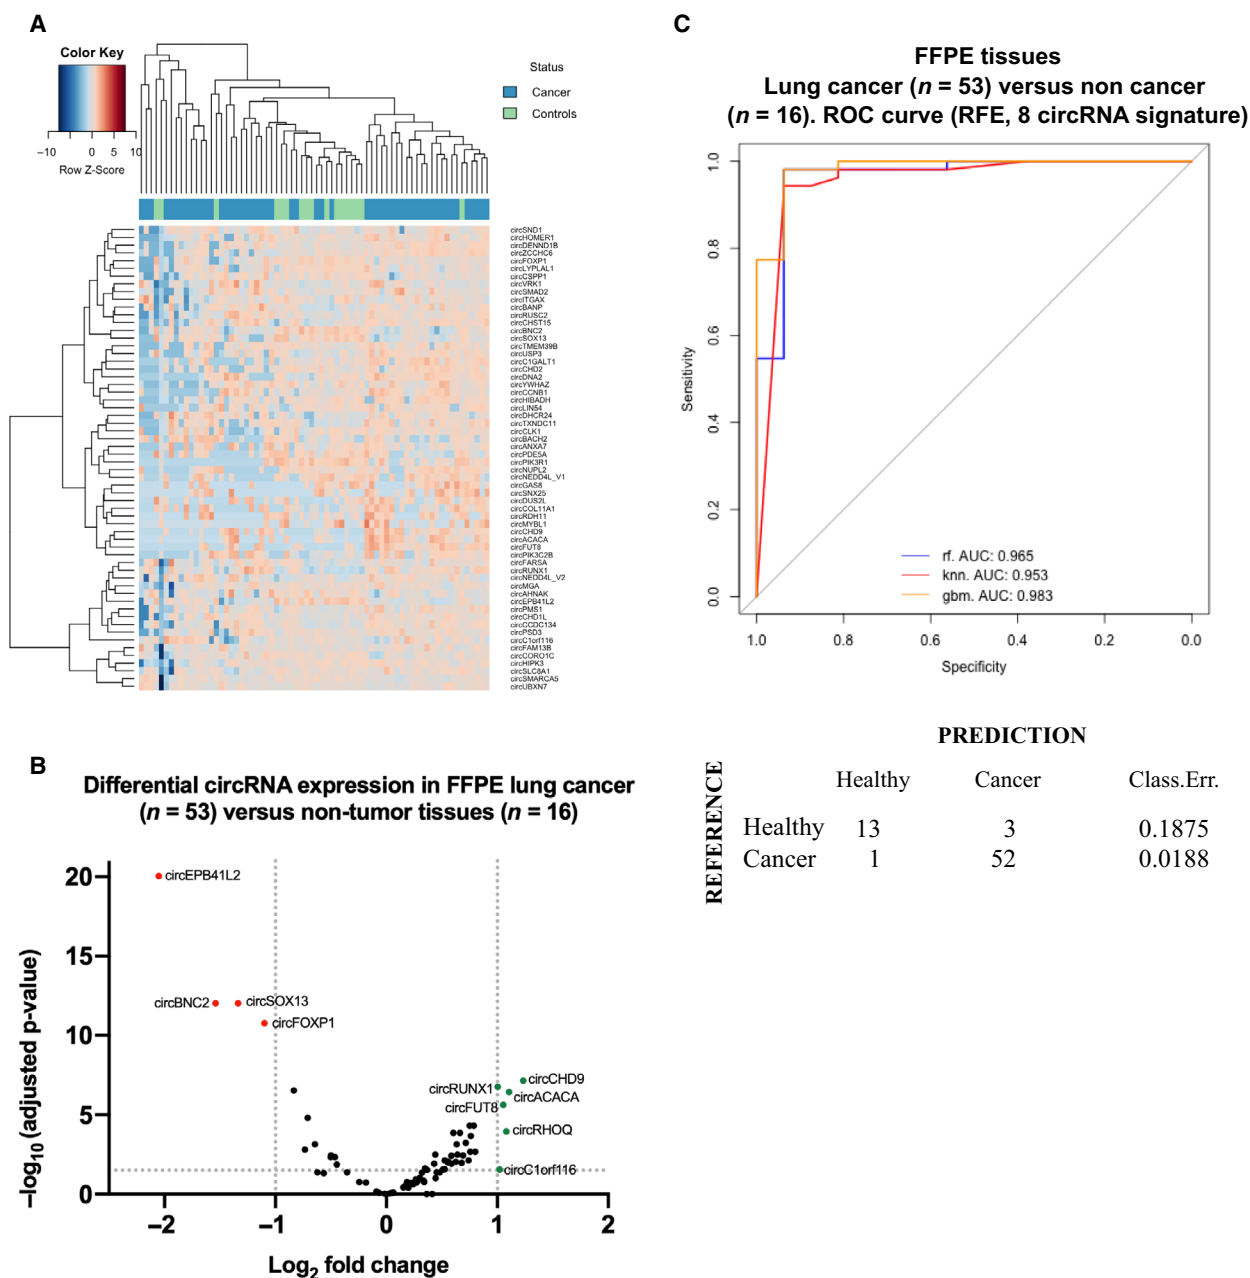 A
Color Key
−10 −5 0 5 10
Row Z-Score
Status
Cancer
Controls
circSND1
circHOMER1
circDENND1B
circZCCHC6
circFOXP1
circLYPLAL1
circCSPP1
circVRK1
circSMAD2
circITGAX
circBANP
circRUSC2
circCHST15
circBNC2
circSOX13
circTMEM39B
circUSP3
circC1GALT1
circCHD2
circDNA2
circYWHAZ
circCCNB1
circHIBADH
circLIN54
circDHCR24
circTXNDC11
circCLK1
circBACH2
circANXA7
circPDE5A
circPIK3R1
circNUPL2
circNEDD4L_V1
circGAS8
circSNX25
circDUS2L
circCOL11A1
circRDH11
circMYBL1
circCHD9
circACACA
circFUT8
circPIK3C2B
circFARSA
circRUNX1
circNEDD4L_V2
circMGA
circAHNAK
circEPB41L2
circPMS1
circCHD1L
circCCDC134
circPSD3
circC1orf116
circFAM13B
circCORO1C
circHIPK3
circSLC8A1
circSMARCA5
circUBXN7
B
Differential circRNA expression in FFPE lung cancer
(n = 53) versus non-tumor tissues (n = 16)
–log10 (adjusted p-value)
20
15
10
5
0
circEPB41L2
circBNC2
circSOX13
circFOXP1
circRUNX1
circCHD9
circACACA
circFUT8
circRHOQ
circC1orf116
–2 –1 0 1 2
Log2 fold change
C
FFPE tissues
Lung cancer (n = 53) versus non cancer
(n = 16). ROC curve (RFE, 8 circRNA signature)
Sensitivity
1.0
0.8
0.6
0.4
0.2
0.0
rf. AUC: 0.965
knn. AUC: 0.953
gbm. AUC: 0.983
1.0 0.8 0.6 0.4 0.2 0.0
Specificity
PREDICTION
REFERENCE
Healthy Cancer Class.Err.
Healthy 13 3 0.1875
Cancer 1 52 0.0188